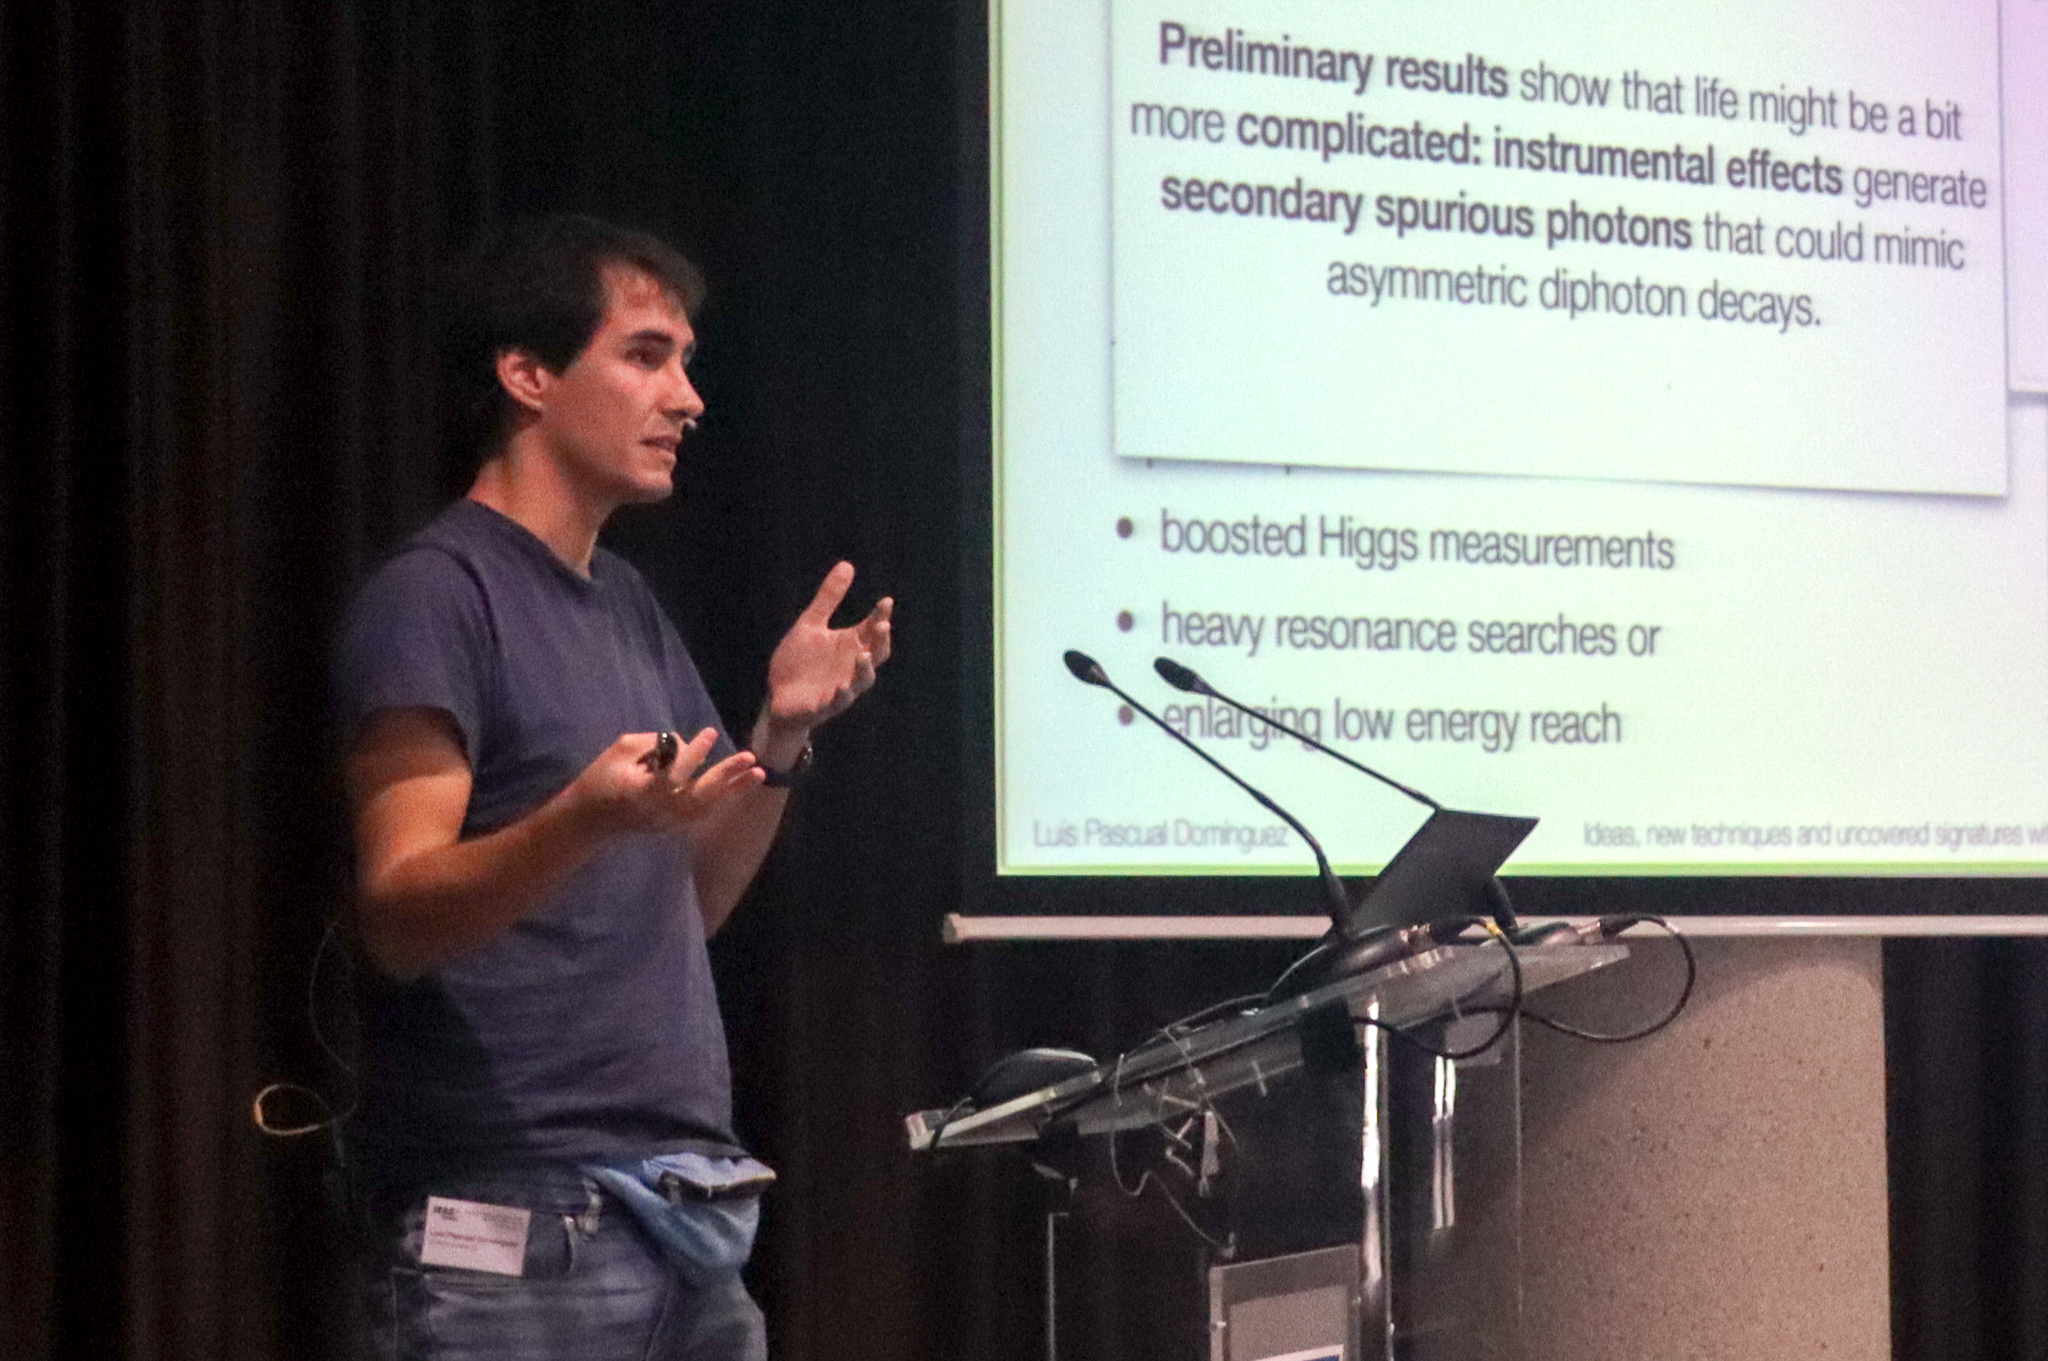 Preliminary results show that life might be a bit
more complicated: instrumental effects generate
secondary spurious photons that could mimic
asymmetric diphoton decays.
• boosted Higgs measurements
• heavy resonance searches or
• enlarging low energy reach
Luis Pascual Domínguez
Ideas, new techniques and uncovered signatures